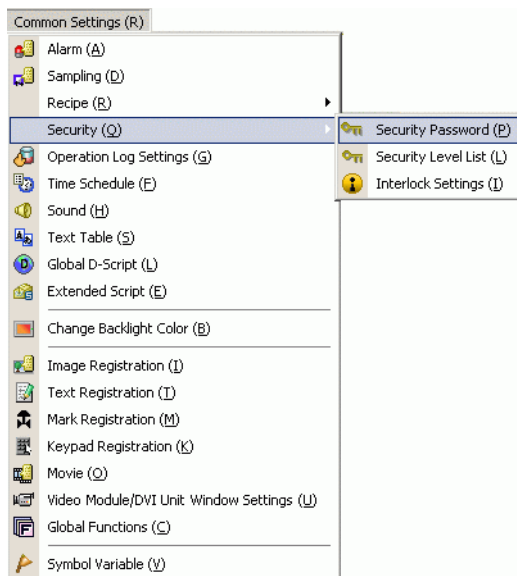 Common Settings (R)
Alarm (A)
Sampling (D)
Recipe (R)
Security (Q)
Security Password (P)
Security Level List (L)
Interlock Settings (I)
Operation Log Settings (G)
Time Schedule (F)
Sound (H)
Text Table (S)
Global D-Script (L)
Extended Script (E)
Change Backlight Color (B)
Image Registration (I)
Text Registration (T)
Mark Registration (M)
Keypad Registration (K)
Movie (O)
Video Module/DVI Unit Window Settings (U)
Global Functions (C)
Symbol Variable (V)